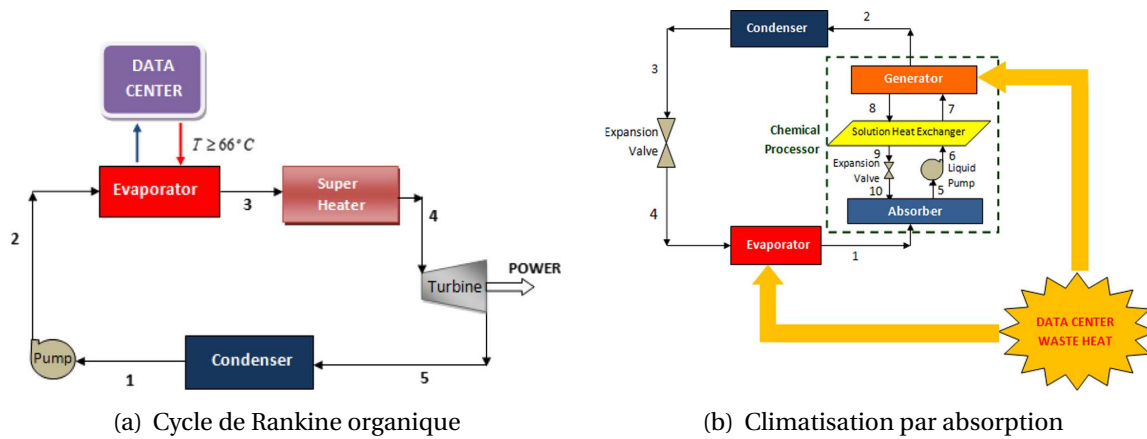 DATA
CENTER
T ≥ 66°C
Evaporator
3
Super
Heater
4
2
POWER
Turbine
Pump
1
Condenser
5
(a) Cycle de Rankine organique
Condenser
2
3
Generator
8
7
Expansion
Valve
Chemical
Processor
Solution Heat Exchanger
9
6
Expansion
Valve
Liquid
Pump
10
5
4
Absorber
Evaporator
1
DATA CENTER
WASTE HEAT
(b) Climatisation par absorption